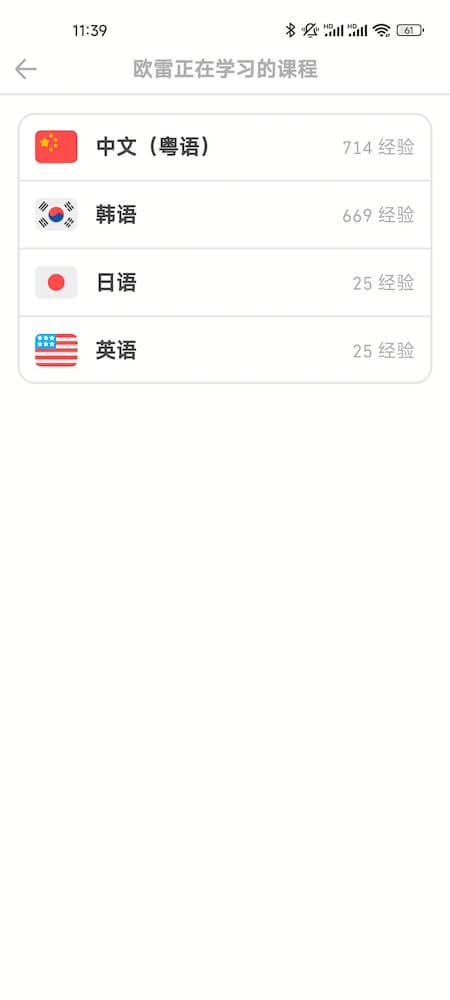 11:39
HD HD 61
欧雷正在学习的课程
中文（粤语） 714 经验
韩语 669 经验
日语 25 经验
英语 25 经验